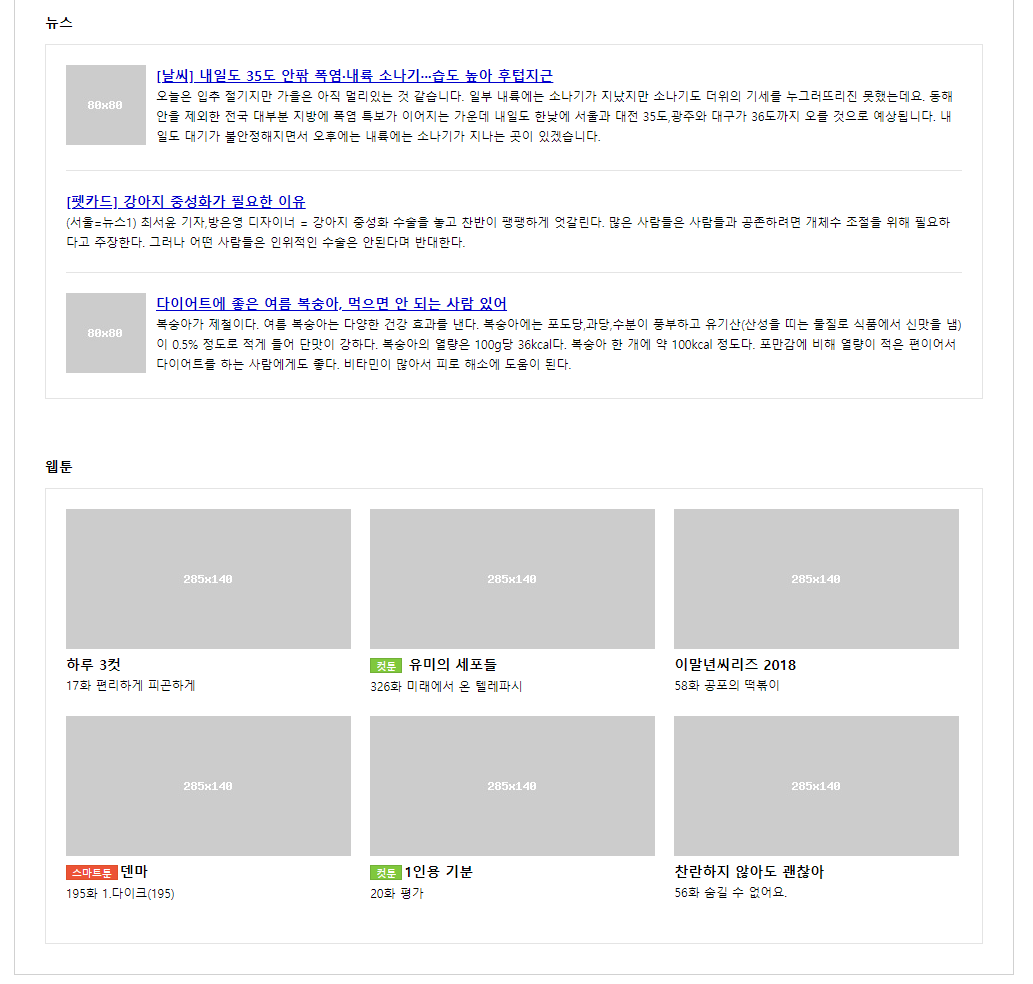 뉴스
80x80
[날씨] 내일도 35도 안팎 폭염·내륙 소나기…습도 높아 후텁지근
오늘은 입추 절기지만 가을은 아직 멀리있는 것 같습니다. 일부 내륙에는 소나기가 지났지만 소나기도 더위의 기세를 누그러뜨리진 못했는데요. 동해
안을 제외한 전국 대부분 지방에 폭염 특보가 이어지는 가운데 내일도 한낮에 서울과 대전 35도,광주와 대구가 36도까지 오를 것으로 예상됩니다. 내
일도 대기가 불안정해지면서 오후에는 내륙에는 소나기가 지나는 곳이 있겠습니다.
[펫카드] 강아지 중성화가 필요한 이유
(서울=뉴스1) 최서윤 기자,방은영 디자이너 = 강아지 중성화 수술을 놓고 찬반이 팽팽하게 엇갈린다. 많은 사람들은 사람들과 공존하려면 개체수 조절을 위해 필요하
다고 주장한다. 그러나 어떤 사람들은 인위적인 수술은 안된다며 반대한다.
80x80
다이어트에 좋은 여름 복숭아, 먹으면 안 되는 사람 있어
복숭아가 제철이다. 여름 복숭아는 다양한 건강 효과를 낸다. 복숭아에는 포도당,과당,수분이 풍부하고 유기산(산성을 띠는 물질로 식품에서 신맛을 냄)
이 0.5% 정도로 적게 들어 단맛이 강하다. 복숭아의 열량은 100g당 36kcal다. 복숭아 한 개에 약 100kcal 정도다. 포만감에 비해 열량이 적은 편이어서
다이어트를 하는 사람에게도 좋다. 비타민이 많아서 피로 해소에 도움이 된다.
웹툰
285x140
285x140
285x140
하루 3컷
컷툰 유미의 세포들
이말년씨리즈 2018
17화 편리하게 피곤하게
326화 미래에서 온 텔레파시
58화 공포의 떡볶이
285x140
285x140
285x140
스마트툰 덴마
컷툰 1인용 기분
찬란하지 않아도 괜찮아
195화 1.다이크(195)
20화 평가
56화 숨길 수 없어요.